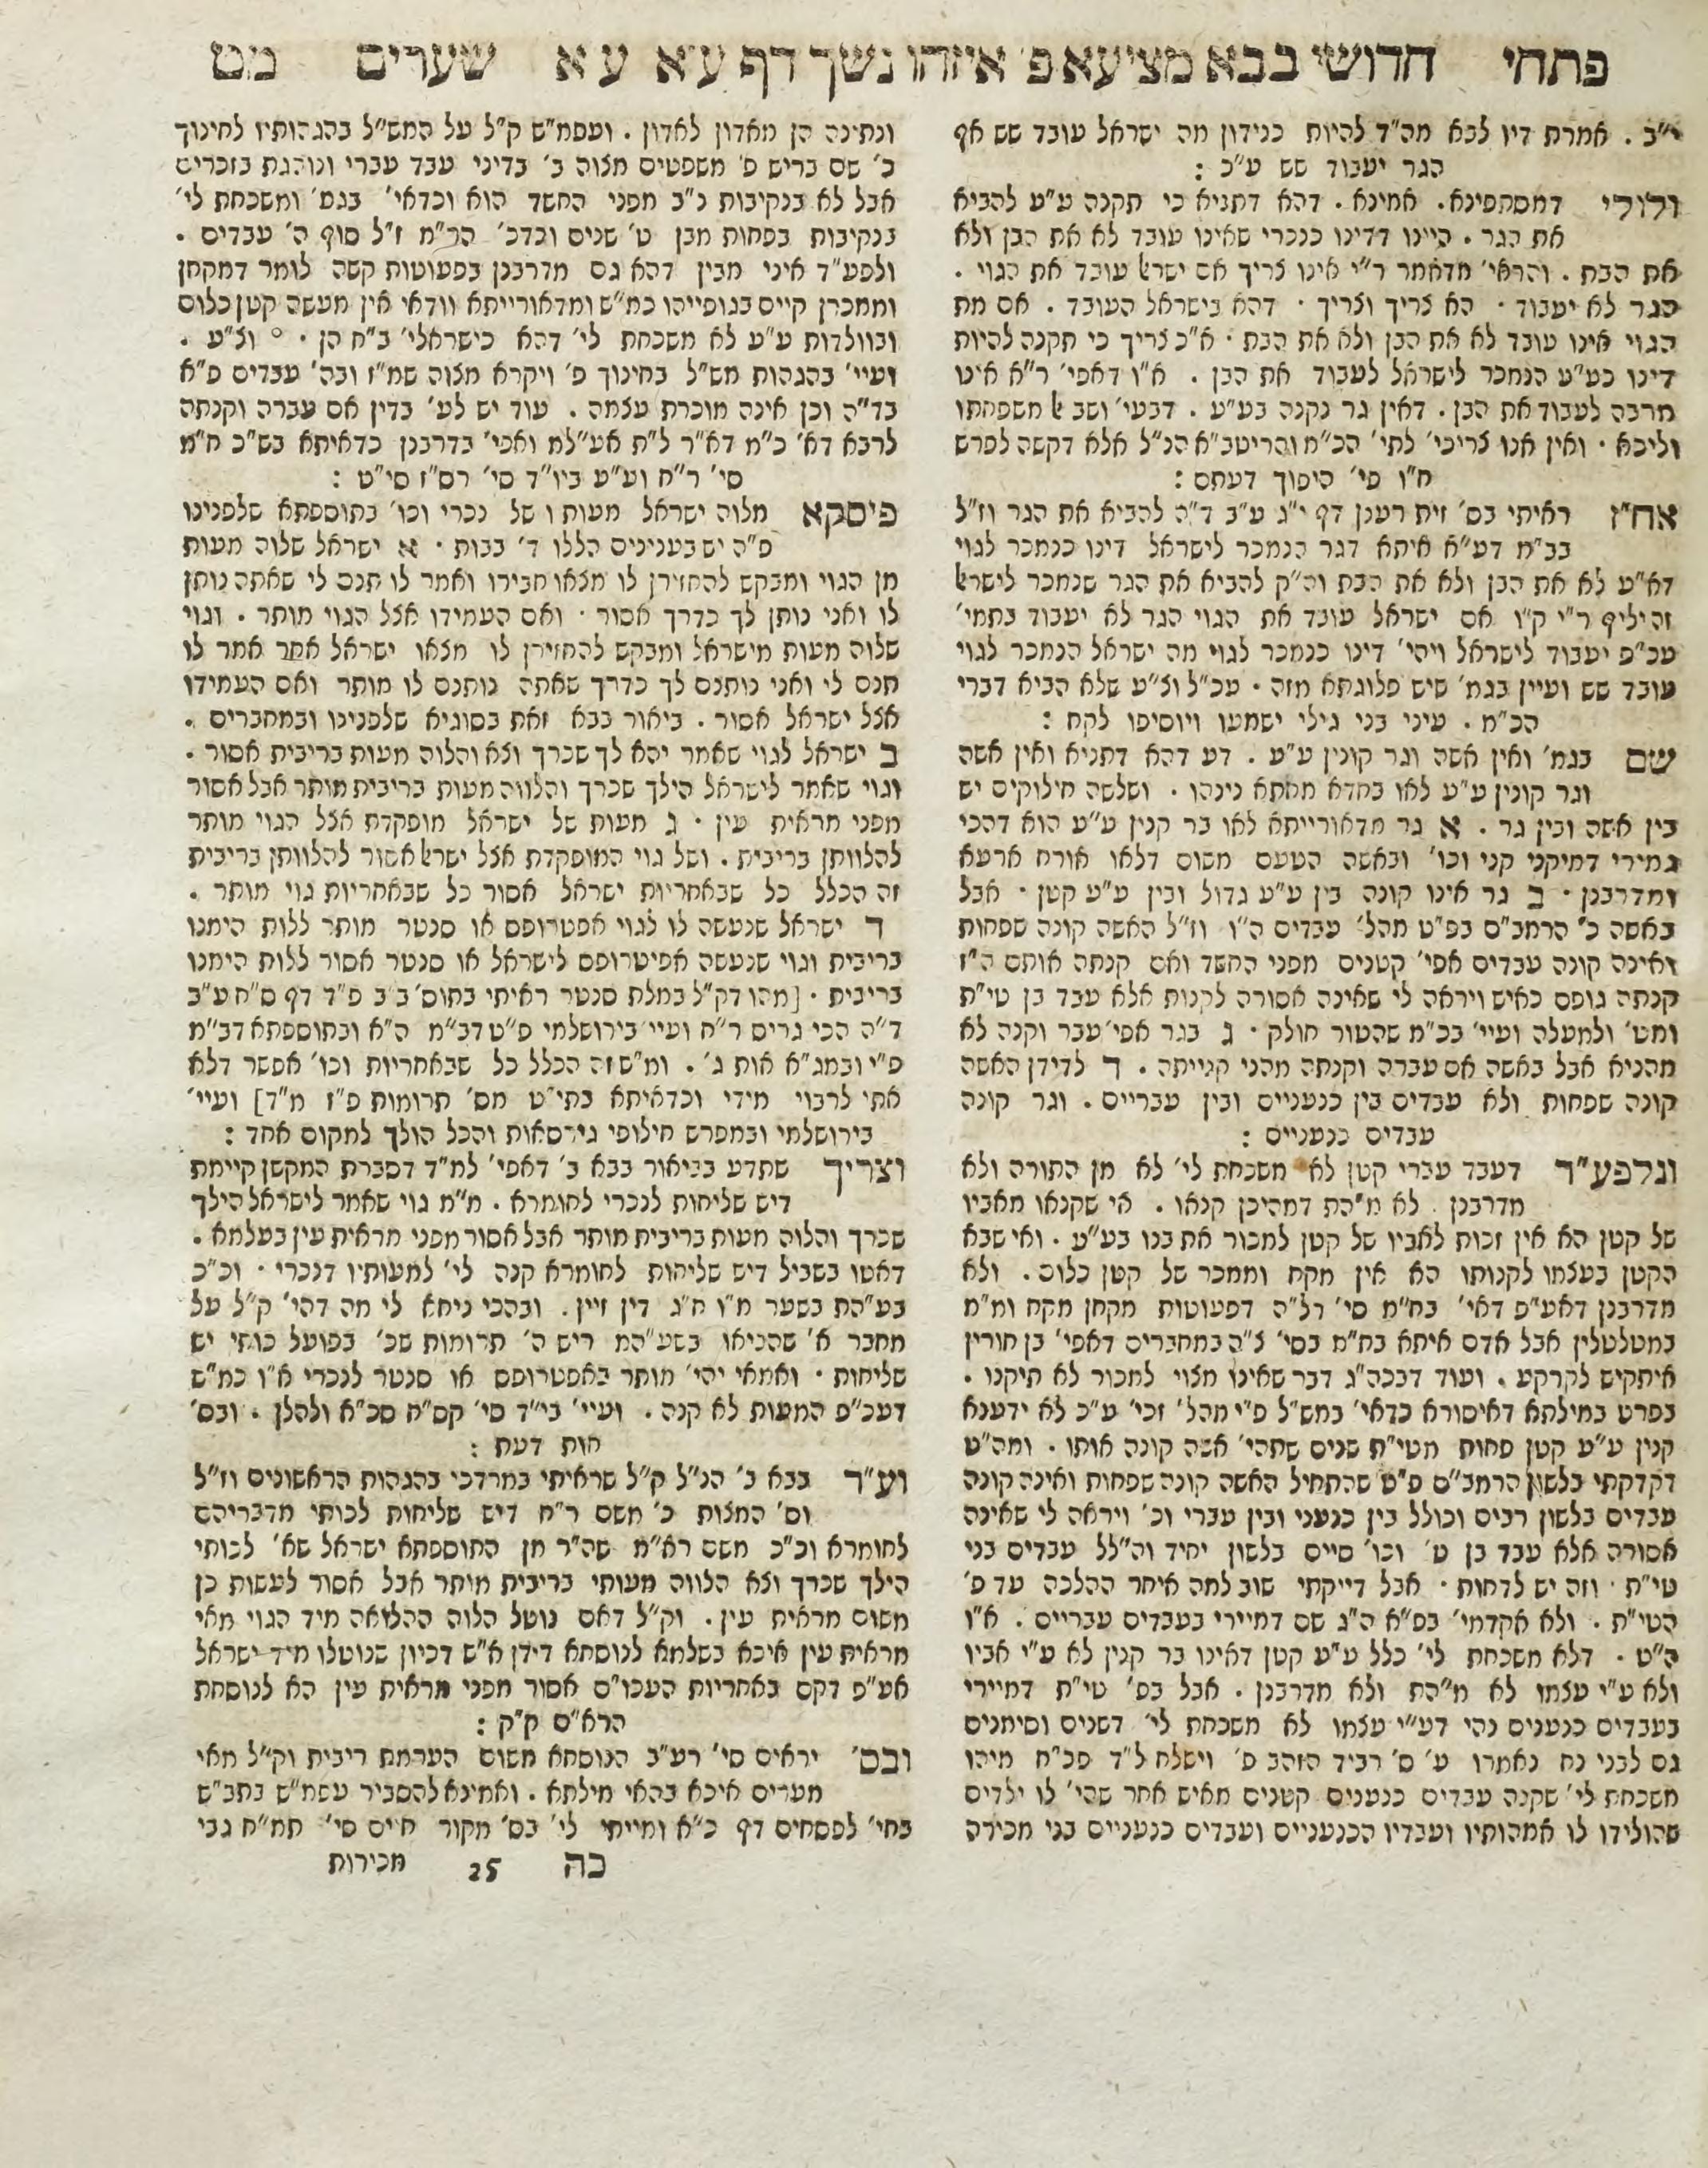 פתחי חדושי בבא מציעא פ׳ איזהו נשך דף ע״א ע״א שערים מט
י״ב . אמרת דיו לבא מה״ד להיות כנידון מה ישראל עובד שש אף
הגר יעבוד שש ע״כ :
ולולי דמסתפינא . אמינא . דהא דתניא כי תקנה ע״ע להביא
את הגר . היינו דדינו כנכרי שאינו עובד לא את הבן ולא
את הבת . והראי׳ מדאמר ר״י אינו צריך אם ישראל עובד את הגוי .
הגר לא יעבוד · הא צריך וצריך · דהא בישראל העובד . אם מת
הגוי אינו עובד לא את הבן ולא את הבת · א״כ צריך כי תקנה להיות
דינו כע״ע הנמכר לישראל לעבוד את הבן . א״ו דאפי׳ ר״א אינו
מרבה לעבוד את הבן . דאין גר נקנה בע״ע . דבעי׳ ושב אל משפחתו
וליכא · ואין אנו צריכי׳ לתי׳ הכ״מ והריטב״א הנ״ל אלא דקשה לפרש
ח״ו פי׳ היפוך דעתם :
אח״ז ראיתי בס׳ זית רענן דף י״ג ע״ב ד״ה להביא את הגר וז״ל
בב״מ דע״א איתא דגר הנמכר לישראל דינו כנמכר לגוי
דא״ע לא את הבן ולא את הבת וה״ק להביא את הגר שנמכר לישראל
זה יליף ר״י ק״ו אם ישראל עובד את הגוי הגר לא יעבוד בתמי׳
עכ״פ יעבוד לישראל ויהי׳ דינו כנמכר לגוי מה ישראל הנמכר לגוי
עובד שש ועיין בגמ׳ שיש פלוגתא מזה · עכ״ל וצ״ע שלא הביא דברי
הכ״מ . עיני בני גילי ישמעו ויוסיפו לקח :
שם בגמ׳ ואין אשה וגר קונין ע״ע . דע דהא דתניא ואין אשה
וגר קונין ע״ע לאו בחדא מחתא נינהו . ושלשה חילוקים יש
בין אשה ובין גר . א גר מדאורייתא לאו בר קנין ע״ע הוא דהכי
גמירי דמיקני קני וכו׳ ובאשה הטעם משום דלאו אורח ארעא
ומדרבנן · ב גר אינו קונה בין ע״ע גדול ובין ע״ע קטן · אבל
באשה כ׳ הרמב״ם בפ״ט מהל׳ עבדים ה״ו וז״ל האשה קונה שפחות
ואינה קונה עבדים אפי׳ קטנים מפני החשד ואם קנתה אותם ה״ז
קנתה גופם כאיש ויראה לי שאינה אסורה לקנות אלא עבד בן טי״ת
ומט׳ ולמעלה ועיי׳ בכ״מ שהטור חולק · ג בגר אפי׳ עבר וקנה לא
מהניא אבל באשה אם עברה וקנתה מהני קנייתה . ד לדידן האשה
קונה שפחות ולא עבדים בין כנעניים ובין עבריים . וגר קונה
עבדים כנעניים :
ונלפע״ד דעבד עברי קטן לא משכחת לי׳ לא מן התורה ולא
מדרבנן . לא מ״הת דמהיכן קנאו . אי שקנאו מאביו
של קטן הא אין זכות לאביו של קטן למכור את בנו בע״ע . ואי שבא
הקטן בעצמו לקנותו הא אין מקח וממכר של קטן כלום . ולא
מדרבנן דאע״פ דאי׳ בח״מ סי׳ רל״ה דפעוטות מקחן מקח ומ״מ
במטלטלין אבל אדם איתא בח״מ בסי׳ צ״ה במחברים דאפי׳ בן חורין
איתקיש לקרקע . ועוד דבכה״ג דבר שאינו מצוי למכור לא תיקנו .
בפרט במילתא דאיסורא כדאי׳ במש״ל פ״י מהל׳ זכי׳ ע״כ לא ידענא
קנין ע״ע קטן פחות מטי״ת שנים שתהי׳ אשה קונה אותו . ומה״ט
דקדקתי בלשון הרמב״ם פ״ט שהתחיל האשה קונה שפחות ואינה קונה
עבדים בלשון רבים וכולל בין כנעני ובין עברי וכ׳ ויראה לי שאינה
אסורה אלא עבד בן ט׳ וכו׳ סיים בלשון יחיד וה״לל עבדים בני
טי״ת · וזה יש לדחות · אבל דייקתי שוב למה איחר ההלכה עד פ׳
הטי״ת . ולא אקדמי׳ בפ״א ה״ג שם דמיירי בעבדים עבריים . א״ו
ה״ט . דלא משכחת לי׳ כלל ע״ע קטן דאינו בר קנין לא ע״י אביו
ולא ע״י עצמו לא מ״הת ולא מדרבנן . אבל בפ׳ טי״ת דמיירי
בעבדים כנענים נהי דע״י עצמו לא משכחת לי׳ דשנים וסימנים
גם לבני נח נאמרו ע׳ ס׳ רביד הזהב פ׳ וישלח ל״ד פכ״ח מיהו
משכחת לי׳ שקנה עבדים כנענים קטנים מאיש אחר שהי׳ לו ילדים
שהולידו לו אמהותיו ועבדיו הכנעניים ועבדים כנעניים בני מכירה
ונתינה הן מאדון לאדון . ועפמ״ש ק״ל על המש״ל בהגהותיו לחינוך
כ׳ שם בריש פ׳ משפטים מצוה ב׳ בדיני עבד עברי ונוהגת בזכרים
אבל לא בנקיבות נ״ב מפני החשד הוא וכדאי׳ בגמ׳ ומשכחת לי׳
בנקיבות בפחות מבן ט׳ שנים וכדכ׳ הר״מ ז״ל סוף ה׳ עבדים .
ולפע״ד איני מבין דהא גם מדרבנן בפעוטות קשה לומר דמקחן
וממכרן קיים בגופייהו כמ״ש ומדאורייתא וודאי אין מעשה קטן כלום
ובוולדות ע״ע לא משכחת לי׳ דהא כישראלי׳ ב״ח הן · ° וצ״ע .
ועיי׳ בהגהות מש״ל בחינוך פ׳ ויקרא מצוה שמ״ז ובה׳ עבדים פ״א
בד״ה וכן אינה מוכרת עצמה . עוד יש לע׳ בדין אם עברה וקנתה
לרבא דא׳ כ״מ דא״ר ל״ת אע״למ ואפי׳ בדרבנן כדאיתא בש״כ ח״מ
סי׳ ר״ח וע״ע ביו״ד סי׳ רס״ז סי״ט :
פיסקא מלוה ישראל מעותיו של נכרי וכו׳ בתוספתא שלפנינו
פ״ה יש בענינים הללו ד׳ בבות · א ישראל שלוה מעות
מן הגוי ומבקש להחזירן לו מצאו חבירו ואמר לו תנם לי שאתה נותן
לו ואני נותן לך כדרך אסור · ואם העמידו אצל הגוי מותר . וגוי
שלוה מעות מישראל ומבקש להחזירן לו מצאו ישראל אחר אמר לו
תנם לי ואני נותנם לך כדרך שאתה נותנם לו מותר ואם העמידו
אצל ישראל אסור . ביאור בבא זאת בסוגיא שלפנינו ובמחברים .
ב ישראל לגוי שאמר יהא לך שכרך וצא והלוה מעות בריבית אסור .
וגוי שאמר לישראל הילך שכרך והלויה מעות בריבית מותר אבל אסור
מפני מראית עין · ג מעות של ישראל מופקדת אצל הגוי מותר
להלוותן בריבית . ושל גוי המופקדת אצל ישראל אסור להלוותן בריבית
זה הכלל כל שבאחריות ישראל אסור כל שבאחריות גוי מותר .
ד ישראל שנעשה לו לגוי אפטרופס או סנטר מותר ללות הימנו
בריבית וגוי שנעשה אפיטרופס לישראל או סנטר אסור ללות הימנו
בריבית . [מהו דק״ל במלת סנטר ראיתי בתוס׳ ב״ב פ״ד דף ס״ח ע״ב
ד״ה הכי גרים ר״ח ועיי׳ בירושלמי פ״ט דב״מ ה״א ובתוספתא דב״מ
פ״י ובמג״א אות ג׳ . ומ״ש זה הכלל כל שבאחריות וכו׳ אפשר דלא
אתי לרבוי מידי וכדאיתא בתי״ט מס׳ תרומות פ״ז מ״ד] ועיי׳
בירושלמי ובמפרש חילופי גירסאות והכל הולך למקום אחד :
וצריך שתדע בביאור בבא ב׳ דאפי׳ למ״ד דסברת המקשן קיימת
דיש שליחות לנכרי לחומרא . מ״מ גוי שאמר לישראל הילך
שכרך והלוה מעות בריבית מותר אבל אסור מפני מראית עין בעלמא .
דאטו בשביל דיש שליחות לחומרא קנה לי׳ למעותיו דנכרי · וכ״כ
בע״הת בשער מ״ו ח״ג דין זיין . ובהכי ניחא לי מה דהי׳ ק״ל על
מחבר א׳ שהביאו בשע״המ ריש ה׳ תרומות שכ׳ בפועל כותי יש
שליחות · ואמאי יהי׳ מותר באפטרופס או סנטר לנכרי א״ו כמ״ש
דעכ״פ המעות לא קנה . ועיי׳ בי״ד סי׳ קס״ח סכ״א ולהלן . ובס׳
חות דעת :
וע״ד בבא ב׳ הנ״ל ק״ל שראיתי במרדכי בהגהות הראשונים וז״ל
וס׳ המצות כ׳ משם ר״ח דיש שליחות לכותי מדבריהם
לחומרא וכ״כ משם רא״מ שה״ר מן התוספתא ישראל שא׳ לכותי
הילך שכרך וצא הלווה מעותי בריבית מותר אבל אסור לעשות כן
משום מראית עין . וק״ל דאם נוטל הלוה ההלואה מיד הגוי מאי
מראית עין איכא בשלמא לנוסחא דידן א״ש דכיון שנוטלו מיד ישראל
אע״פ דקם באחריות העכו״ם אסור מפני מראית עין הא לנוסחת
הרא״ם ק״ק :
ובס׳ יראים סי׳ רע״ב הנוסחא משום הערמת ריבית וק״ל מאי
מערים איכא בהאי מילתא . ואמינא להסביר עפמ״ש בחב״ש
בחי׳ לפסחים דף כ״א ומייתי לי׳ בס׳ מקור חיים סי׳ תמ״ח גבי
כה 25 מכירות